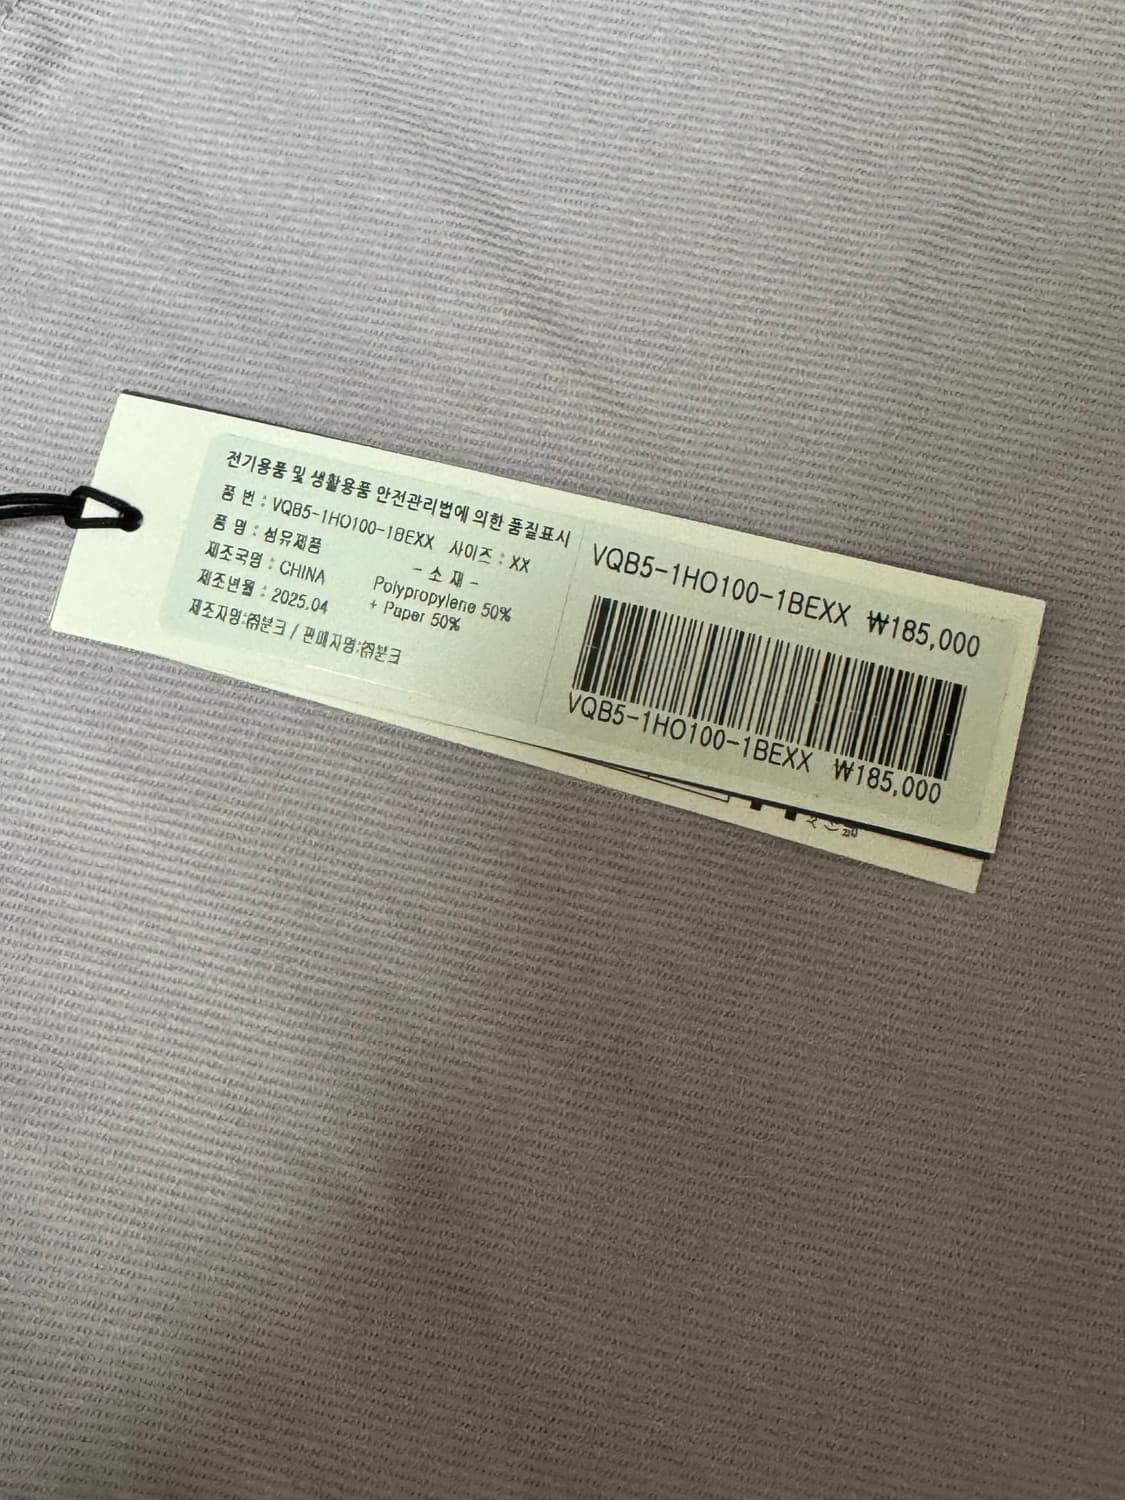 전기용품 및 생활용품 안전관리법에 의한 품질표시
품 번 : VQB5-1HO100-1BEXX 사이즈 : XX
품 명 : 섬유제품
- 소 재 -
제조국명 : CHINA
Polypropylene 50%
제조년월 : 2025.04
+ Paper 50%
제조자명:㈜분크 / 판매자명:㈜분크
VQB5-1HO100-1BEXX ₩185,000
VQB5-1HO100-1BEXX ₩185,000